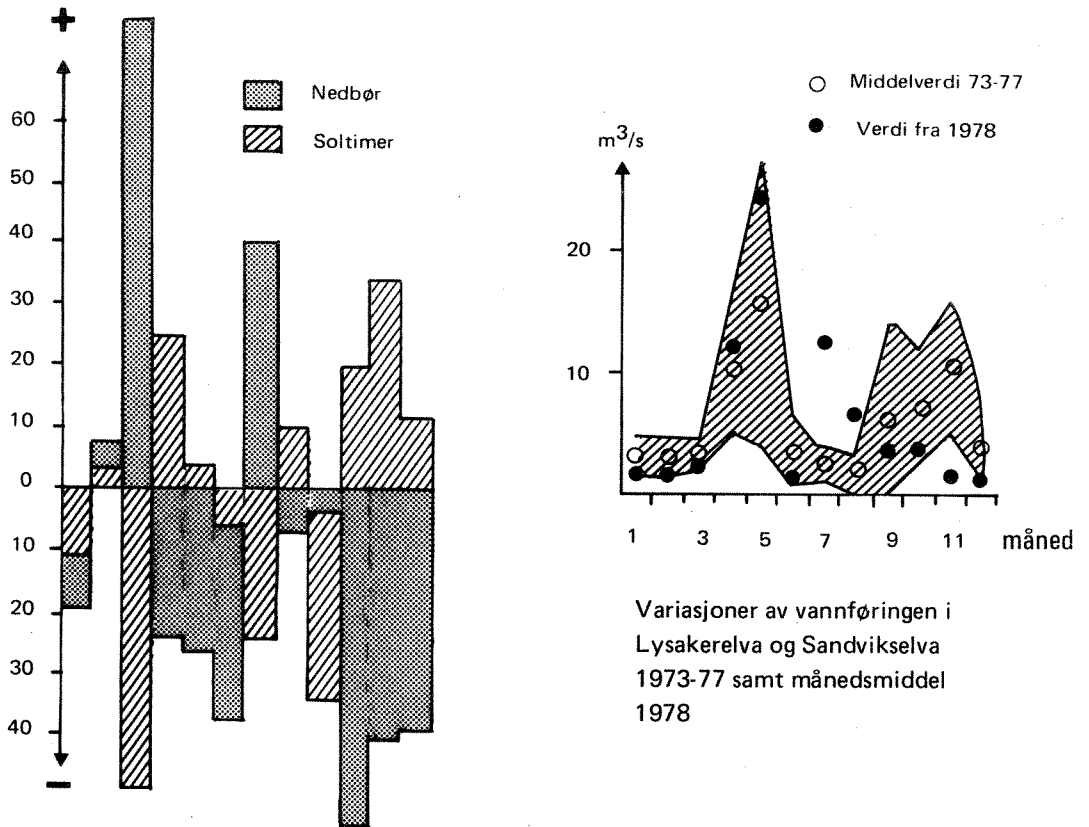 +
60
50
40
30
20
10
0
10
20
30
40
−
Nedbør
Soltimer
Middelverdi 73-77
Verdi fra 1978
m³/s
20
10
1 3 5 7 9 11 måned
Variasjoner av vannføringen i
Lysakerelva og Sandvikselva
1973-77 samt månedsmiddel
1978